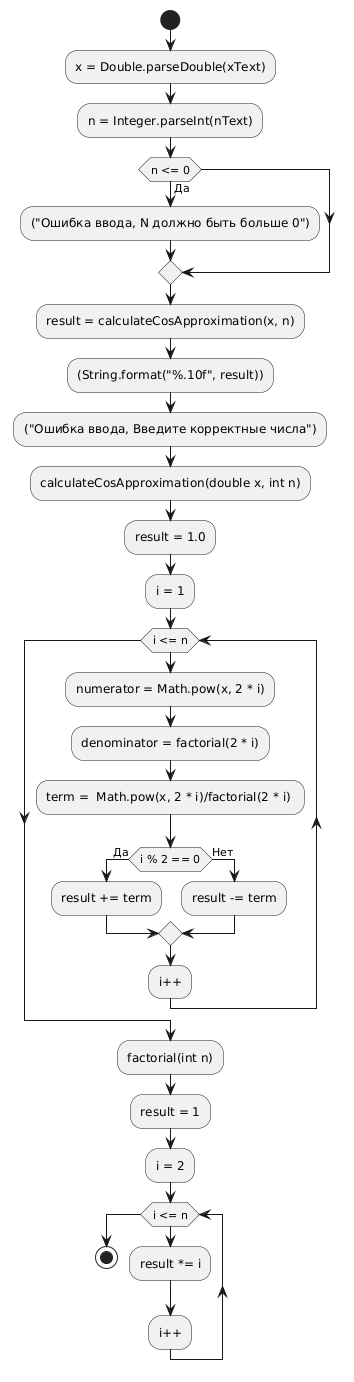 x = Double.parseDouble(xText)
n = Integer.parseInt(nText)
n <= 0
Да
("Ошибка ввода, N должно быть больше 0")
result = calculateCosApproximation(x, n)
(String.format("%.10f", result))
("Ошибка ввода, Введите корректные числа")
calculateCosApproximation(double x, int n)
result = 1.0
i = 1
i <= n
numerator = Math.pow(x, 2 * i)
denominator = factorial(2 * i)
term =  Math.pow(x, 2 * i)/factorial(2 * i)
Да
i % 2 == 0
Нет
result += term
result -= term
i++
factorial(int n)
result = 1
i = 2
i <= n
result *= i
i++